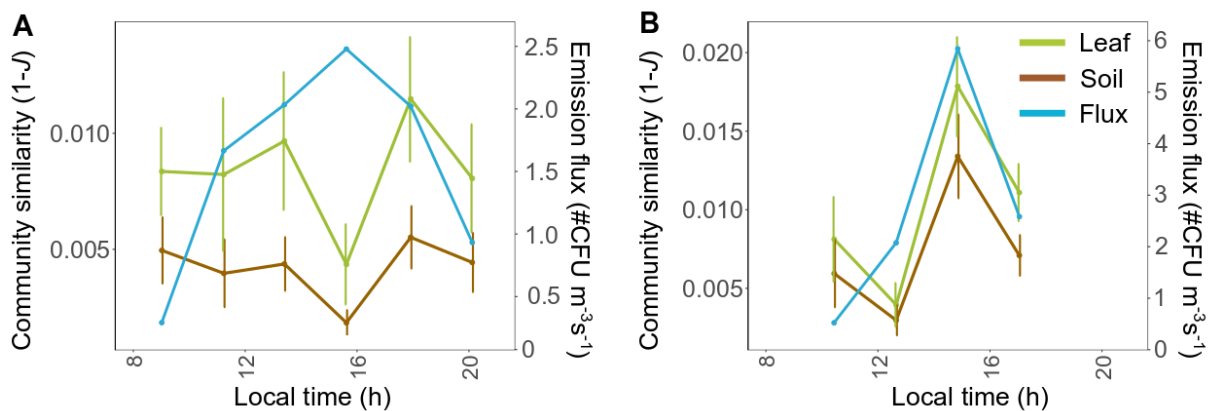 A
Community similarity (1-J)
0.010
0.005
2.5
2.0
1.5
1.0
0.5
0
Emission flux (#CFU m⁻³s⁻¹)
8
12
16
20
Local time (h)
B
Community similarity (1-J)
0.020
0.015
0.010
0.005
Leaf
Soil
Flux
6
5
4
3
2
1
0
Emission flux (#CFU m⁻³s⁻¹)
8
12
16
20
Local time (h)